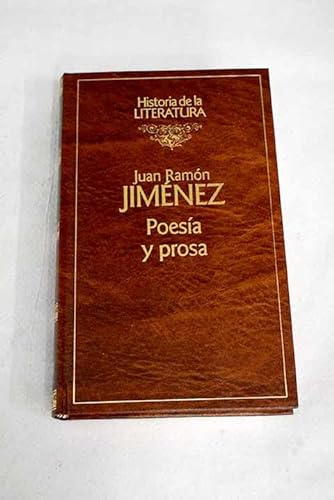 Historia de la
LITERATURA
Juan Ramón
JIMÉNEZ
Poesía
y prosa